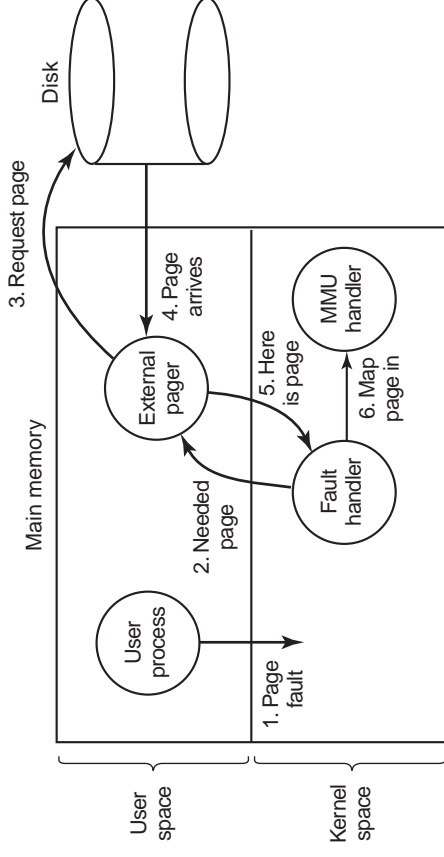 Main memory
Disk
User
space
Kernel
space
User
process
External
pager
Fault
handler
MMU
handler
1. Page
fault
2. Needed
page
3. Request page
4. Page
arrives
5. Here
is page
6. Map
page in